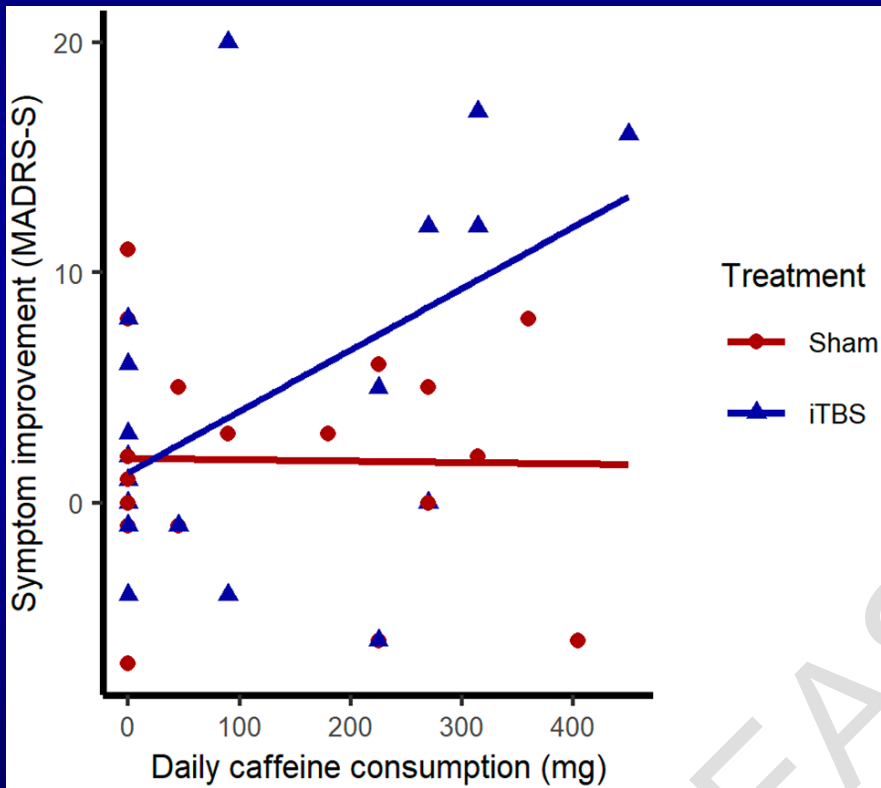 Symptom improvement (MADRS-S)
20
10
0
0
100
200
300
400
Daily caffeine consumption (mg)
Treatment
Sham
iTBS